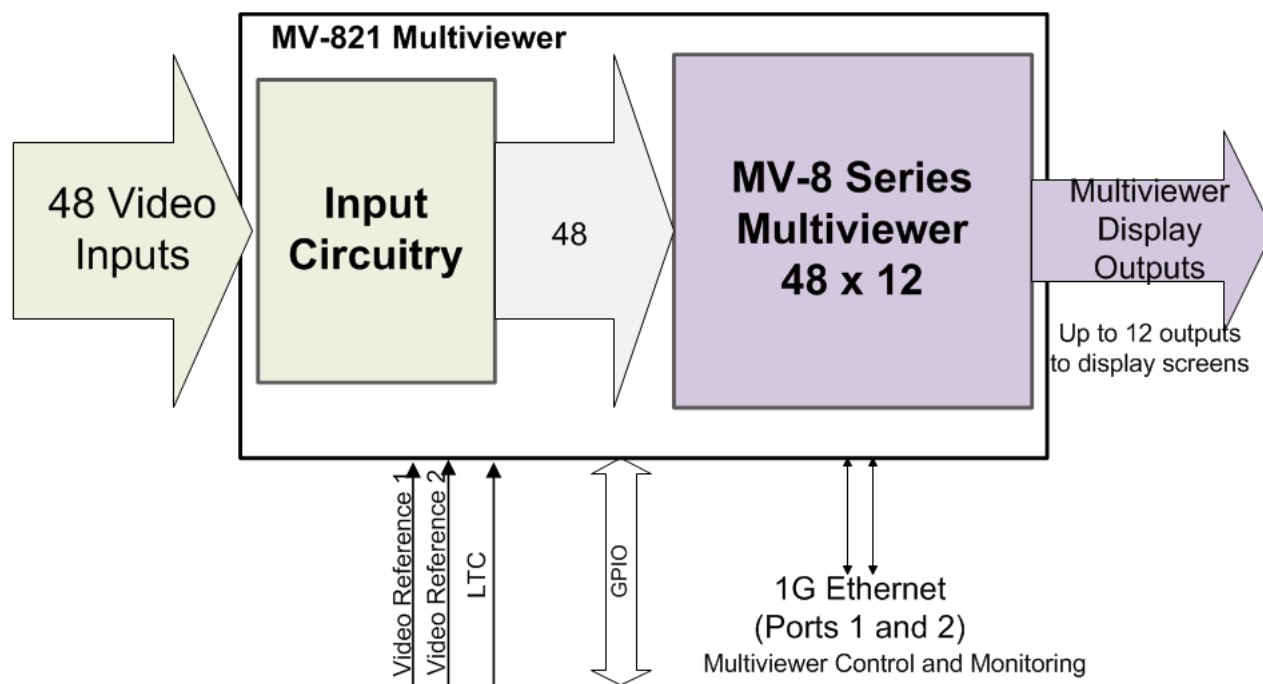 MV-821 Multiviewer
48 Video
Inputs
Input
Circuitry
48
MV-8 Series
Multiviewer
48 x 12
Multiviewer
Display
Outputs
Up to 12 outputs
to display screens
Video Reference 1
Video Reference 2
LTC
GPIO
1G Ethernet
(Ports 1 and 2)
Multiviewer Control and Monitoring